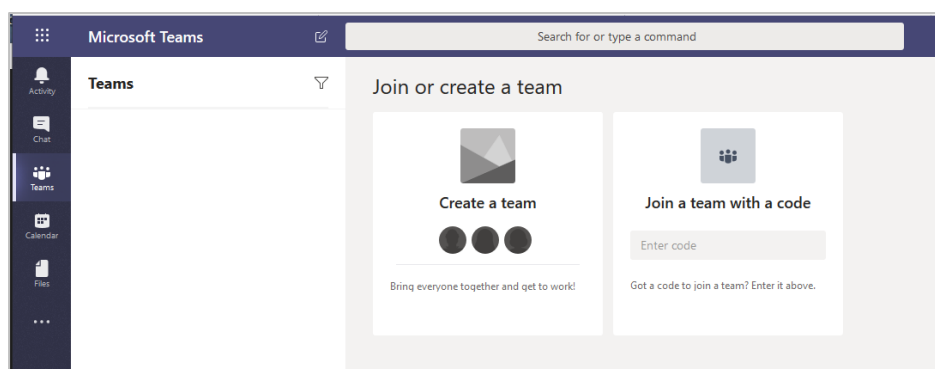 Microsoft Teams
Search for or type a command
Activity
Chat
Teams
Calendar
Files
Teams
Join or create a team
Create a team
Bring everyone together and get to work!
Join a team with a code
Enter code
Got a code to join a team? Enter it above.